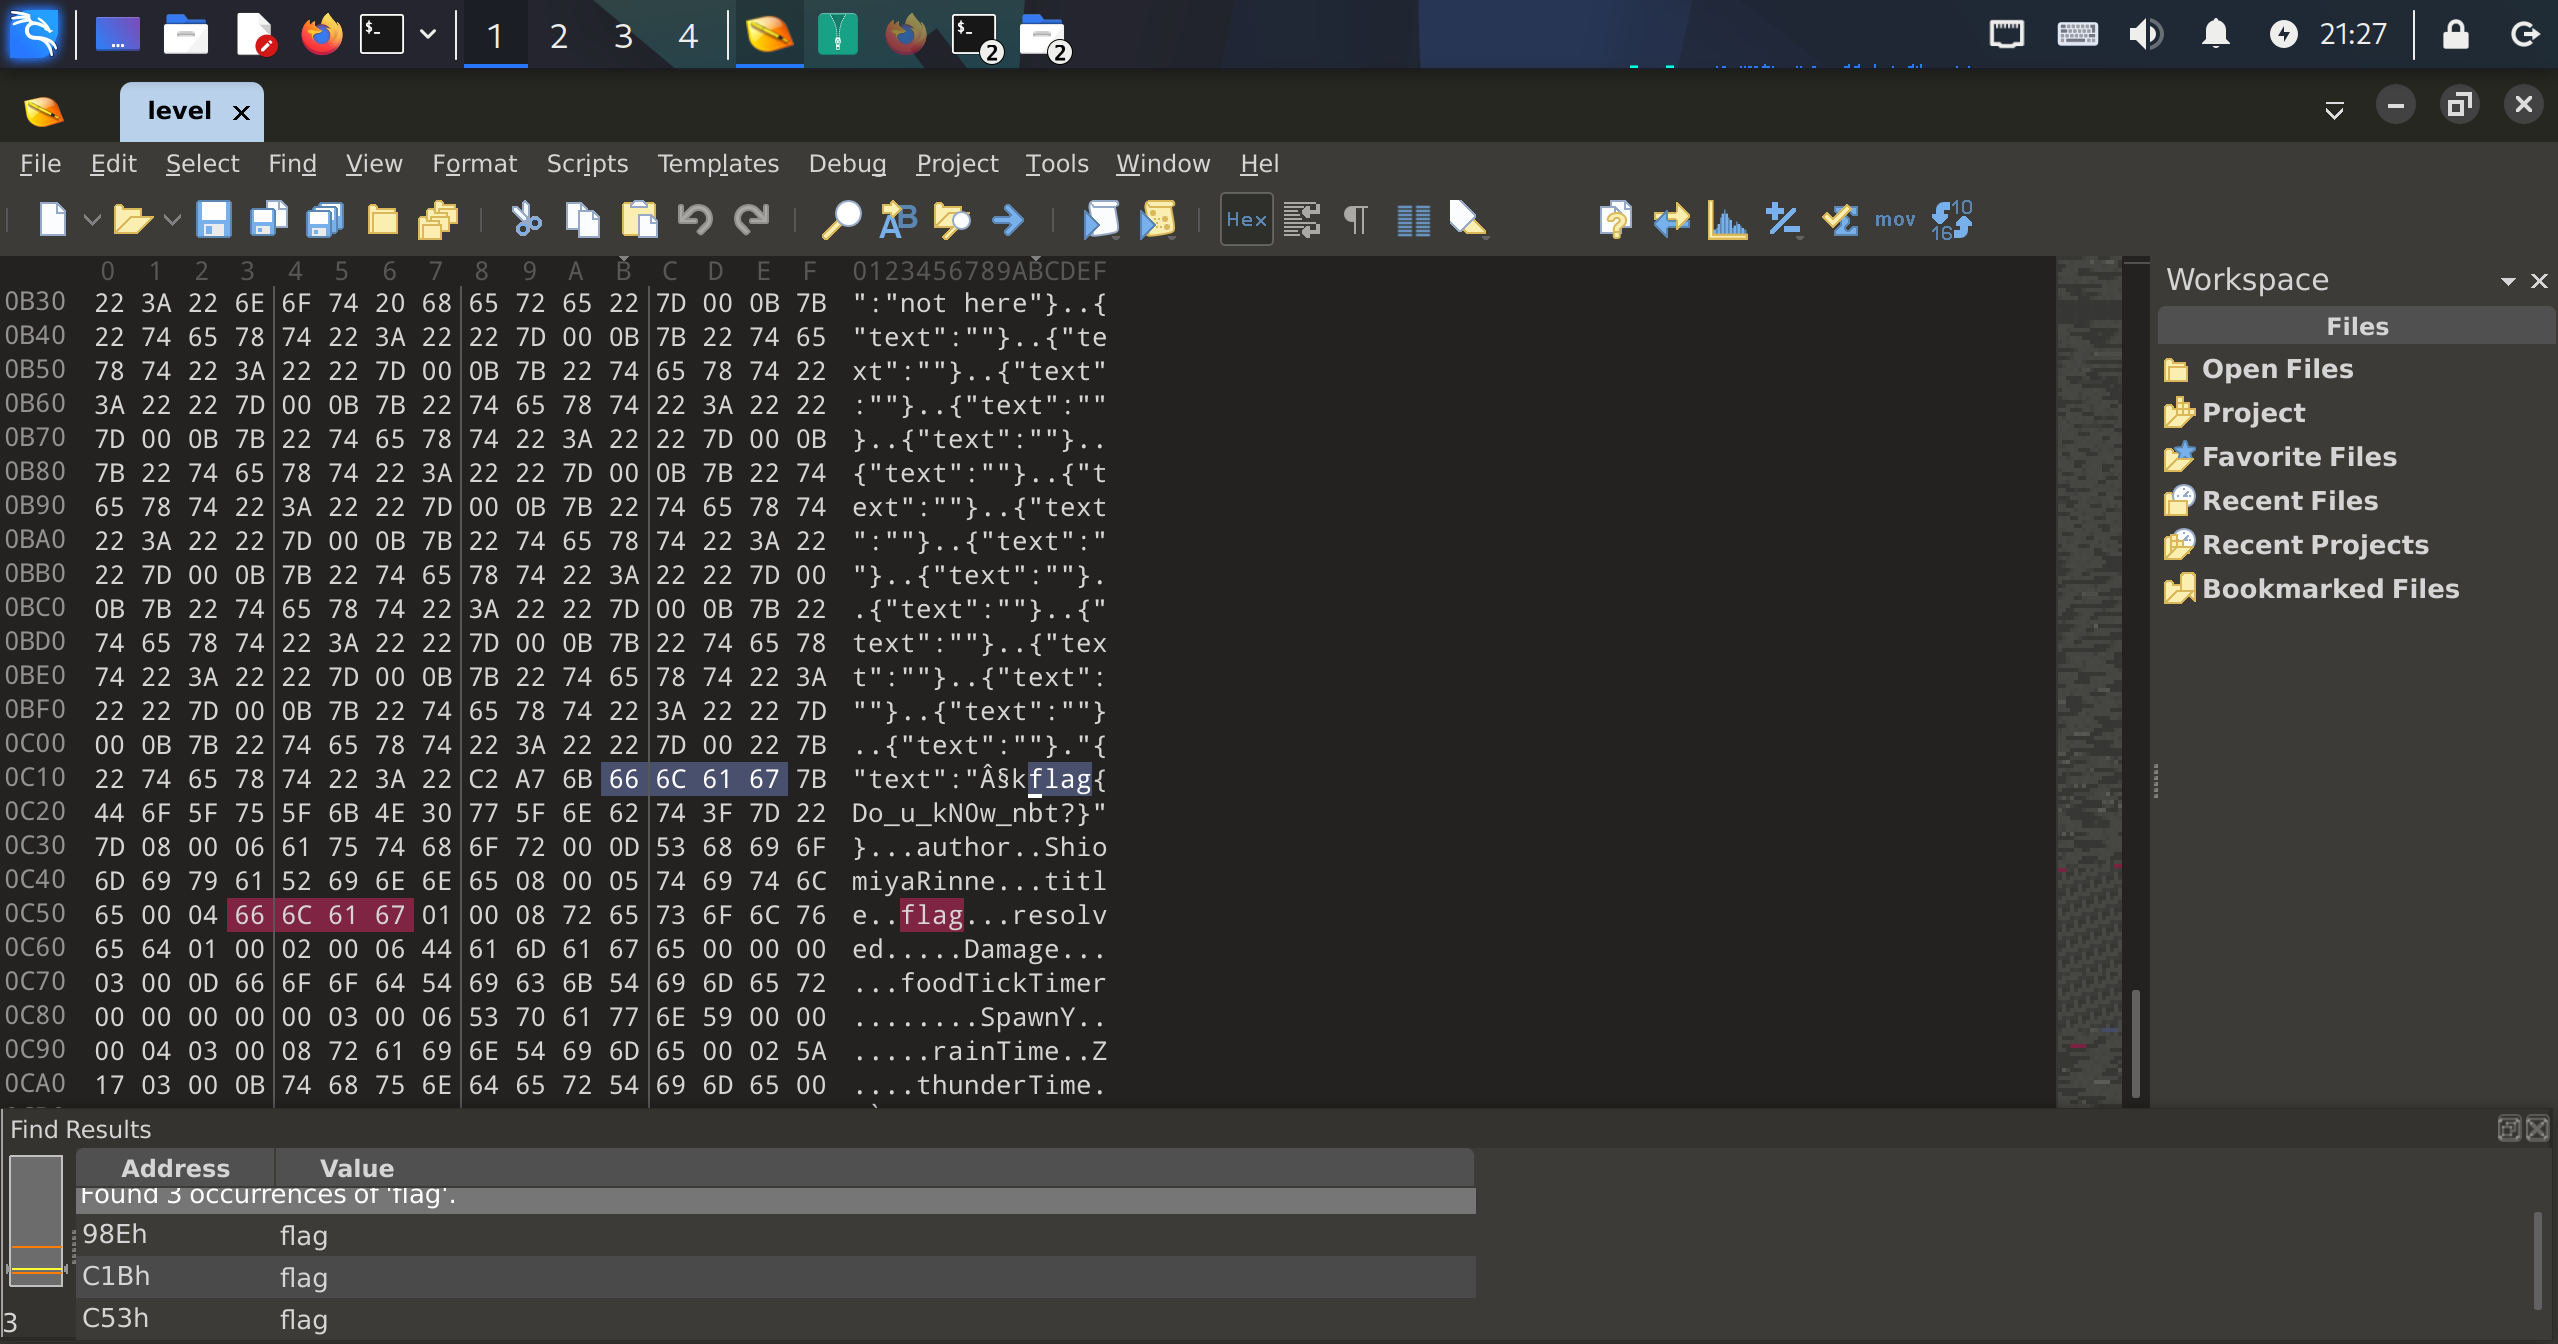 1 2 3 4 2 2 21:27
level
File Edit Select Find View Format Scripts Templates Debug Project Tools Window Hel
Hex mov 10 16
0 1 2 3 4 5 6 7 8 9 A B C D E F 0123456789ABCDEF
0B30 22 3A 22 6E 6F 74 20 68 65 72 65 22 7D 00 0B 7B ":"not here"}..{
0B40 22 74 65 78 74 22 3A 22 22 7D 00 0B 7B 22 74 65 "text":""}..{"te
0B50 78 74 22 3A 22 22 7D 00 0B 7B 22 74 65 78 74 22 xt":""}..{"text"
0B60 3A 22 22 7D 00 0B 7B 22 74 65 78 74 22 3A 22 22 :""}..{"text":""
0B70 7D 00 0B 7B 22 74 65 78 74 22 3A 22 22 7D 00 0B }..{"text":""}..
0B80 7B 22 74 65 78 74 22 3A 22 22 7D 00 0B 7B 22 74 {"text":""}..{"t
0B90 65 78 74 22 3A 22 22 7D 00 0B 7B 22 74 65 78 74 ext":""}..{"text
0BA0 22 3A 22 22 7D 00 0B 7B 22 74 65 78 74 22 3A 22 ":""}..{"text":"
0BB0 22 7D 00 0B 7B 22 74 65 78 74 22 3A 22 22 7D 00 "}..{"text":""}.
0BC0 0B 7B 22 74 65 78 74 22 3A 22 22 7D 00 0B 7B 22 .{"text":""}..{"
0BD0 74 65 78 74 22 3A 22 22 7D 00 0B 7B 22 74 65 78 text":""}..{"tex
0BE0 74 22 3A 22 22 7D 00 0B 7B 22 74 65 78 74 22 3A t":""}..{"text":
0BF0 22 22 7D 00 0B 7B 22 74 65 78 74 22 3A 22 22 7D ""}..{"text":""}
0C00 00 0B 7B 22 74 65 78 74 22 3A 22 22 7D 00 22 7B ..{"text":""}."{
0C10 22 74 65 78 74 22 3A 22 C2 A7 6B 66 6C 61 67 7B "text":"Â§kflag{
0C20 44 6F 5F 75 5F 6B 4E 30 77 5F 6E 62 74 3F 7D 22 Do_u_kN0w_nbt?}"
0C30 7D 08 00 06 61 75 74 68 6F 72 00 0D 53 68 69 6F }...author..Shio
0C40 6D 69 79 61 52 69 6E 6E 65 08 00 05 74 69 74 6C miyaRinne...titl
0C50 65 00 04 66 6C 61 67 01 00 08 72 65 73 6F 6C 76 e..flag...resolv
0C60 65 64 01 00 02 00 06 44 61 6D 61 67 65 00 00 00 ed.....Damage...
0C70 03 00 0D 66 6F 6F 64 54 69 63 6B 54 69 6D 65 72 ...foodTickTimer
0C80 00 00 00 00 00 03 00 06 53 70 61 77 6E 59 00 00 ........SpawnY..
0C90 00 04 03 00 08 72 61 69 6E 54 69 6D 65 00 02 5A .....rainTime..Z
0CA0 17 03 00 0B 74 68 75 6E 64 65 72 54 69 6D 65 00 ....thunderTime.
Workspace
Files
Open Files
Project
Favorite Files
Recent Files
Recent Projects
Bookmarked Files
Find Results
Address Value
Found 3 occurrences of 'flag'.
98Eh flag
C1Bh flag
C53h flag
3